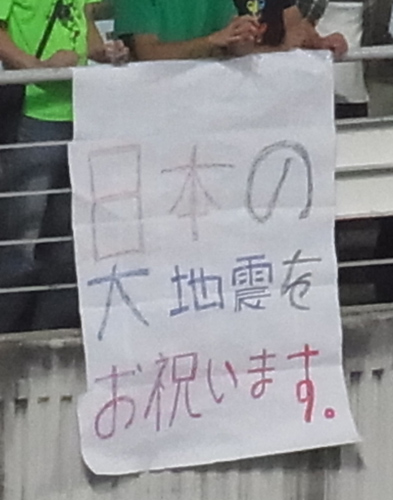 日本の
大地震を
お祝います。